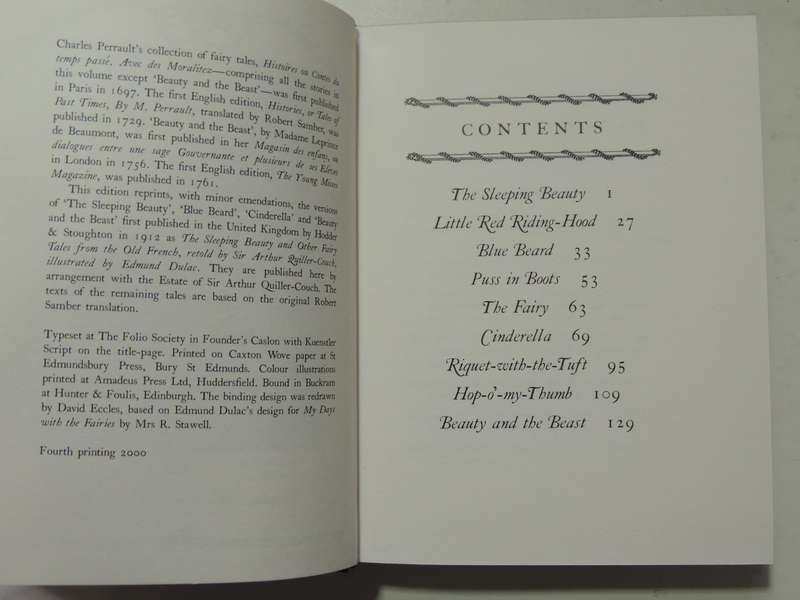 Charles Perrault's collection of fairy tales, Histoires ou Contes du
temps passé. Avec des Moralitez—comprising all the stories in
this volume except 'Beauty and the Beast'—was first published
in Paris in 1697. The first English edition, Histories, or Tales of
Past Times, By M. Perrault, translated by Robert Samber, was
published in 1729. 'Beauty and the Beast', by Madame Leprince
de Beaumont, was first published in her Magasin des enfans, ou
dialogues entre une sage Gouvernante et plusieurs de ses Elèves
in London in 1756. The first English edition, The Young Misses
Magazine, was published in 1761.
This edition reprints, with minor emendations, the versions
of 'The Sleeping Beauty', 'Blue Beard', 'Cinderella' and 'Beauty
and the Beast' first published in the United Kingdom by Hodder
& Stoughton in 1912 as The Sleeping Beauty and Other Fairy
Tales from the Old French, retold by Sir Arthur Quiller-Couch,
illustrated by Edmund Dulac. They are published here by
arrangement with the Estate of Sir Arthur Quiller-Couch. The
texts of the remaining tales are based on the original Robert
Samber translation.
Typeset at The Folio Society in Founder's Caslon with Kuenstler
Script on the title-page. Printed on Caxton Wove paper at St
Edmundsbury Press, Bury St Edmunds. Colour illustrations
printed at Amadeus Press Ltd, Huddersfield. Bound in Buckram
at Hunter & Foulis, Edinburgh. The binding design was redrawn
by David Eccles, based on Edmund Dulac's design for My Days
with the Fairies by Mrs R. Stawell.
Fourth printing 2000
CONTENTS
The Sleeping Beauty 1
Little Red Riding-Hood 27
Blue Beard 33
Puss in Boots 53
The Fairy 63
Cinderella 69
Riquet-with-the-Tuft 95
Hop-o'-my-Thumb 109
Beauty and the Beast 129